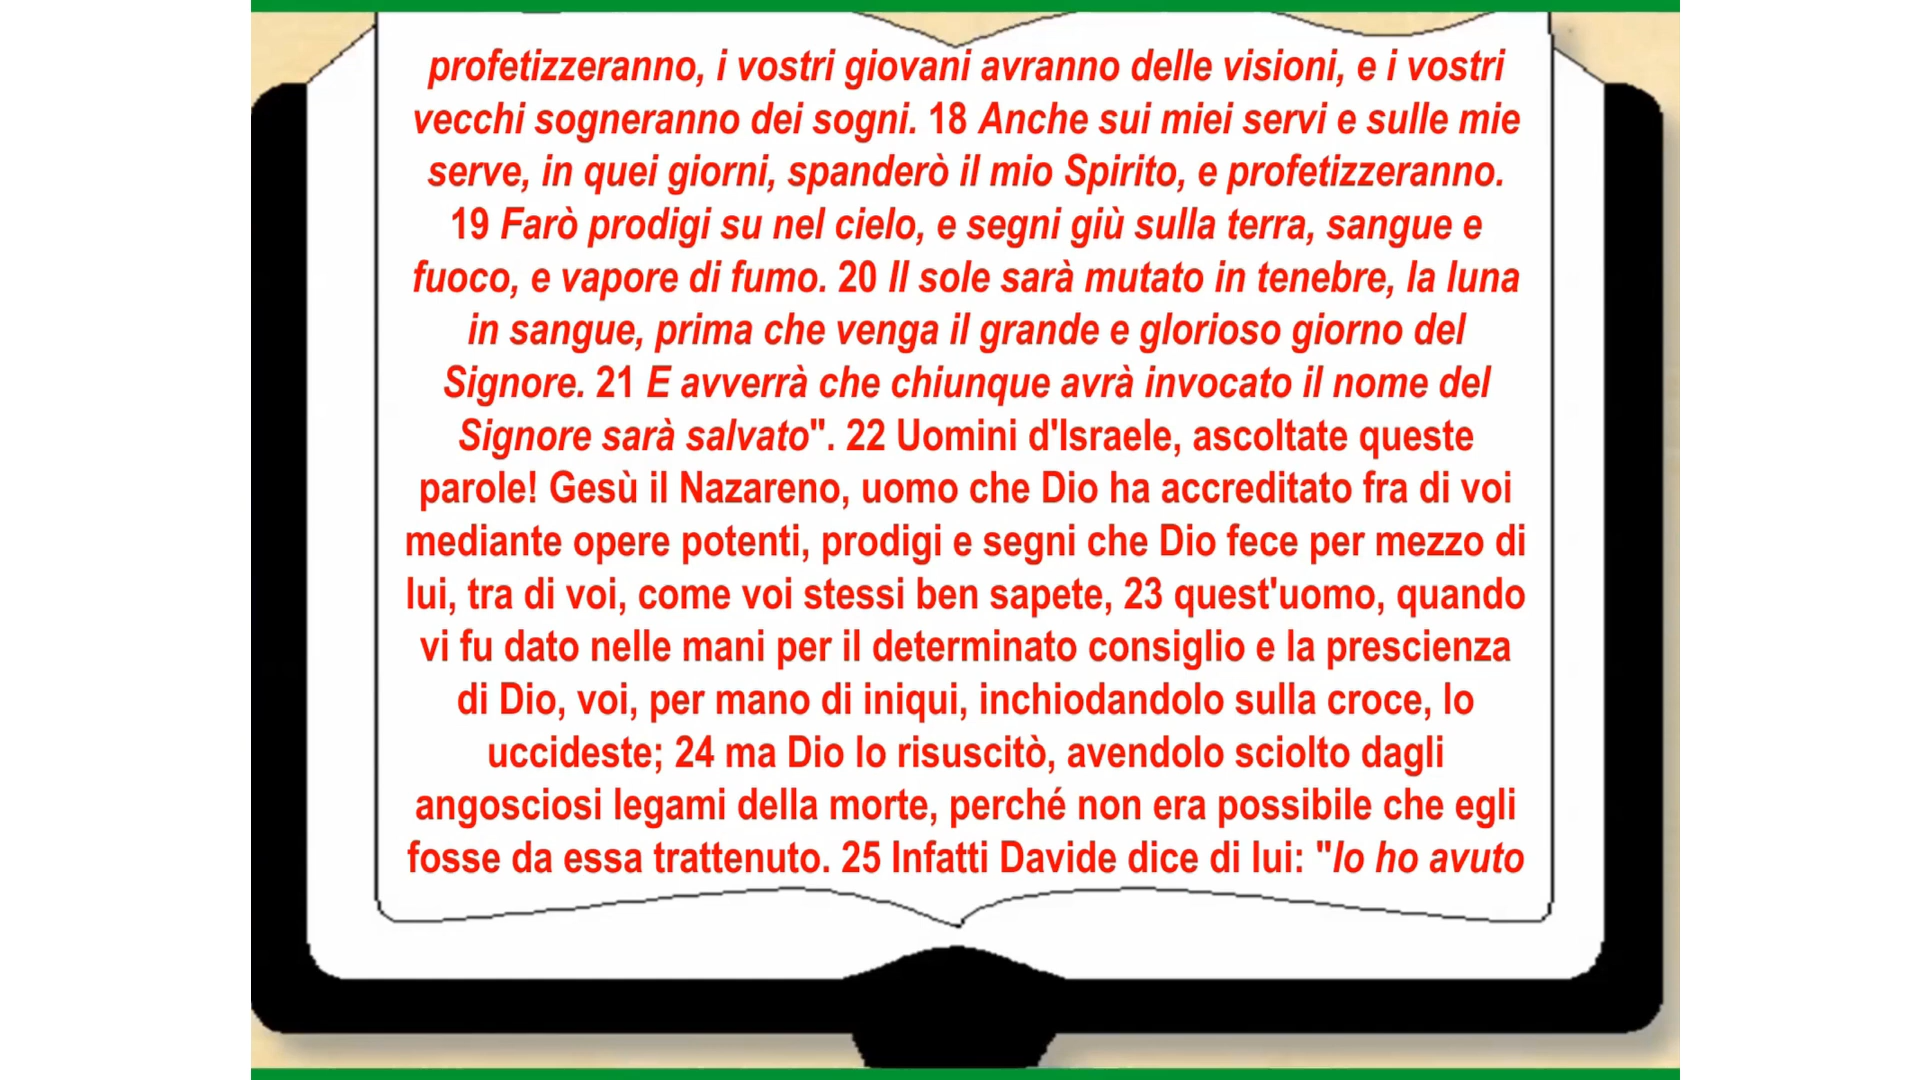 profetizzeranno, i vostri giovani avranno delle visioni, e i vostri
vecchi sogneranno dei sogni. 18 Anche sui miei servi e sulle mie
serve, in quei giorni, spanderò il mio Spirito, e profetizzeranno.
19 Farò prodigi su nel cielo, e segni giù sulla terra, sangue e
fuoco, e vapore di fumo. 20 Il sole sarà mutato in tenebre, la luna
in sangue, prima che venga il grande e glorioso giorno del
Signore. 21 E avverrà che chiunque avrà invocato il nome del
Signore sarà salvato". 22 Uomini d'Israele, ascoltate queste
parole! Gesù il Nazareno, uomo che Dio ha accreditato fra di voi
mediante opere potenti, prodigi e segni che Dio fece per mezzo di
lui, tra di voi, come voi stessi ben sapete, 23 quest'uomo, quando
vi fu dato nelle mani per il determinato consiglio e la prescienza
di Dio, voi, per mano di iniqui, inchiodandolo sulla croce, lo
uccideste; 24 ma Dio lo risuscitò, avendolo sciolto dagli
angosciosi legami della morte, perché non era possibile che egli
fosse da essa trattenuto. 25 Infatti Davide dice di lui: "Io ho avuto